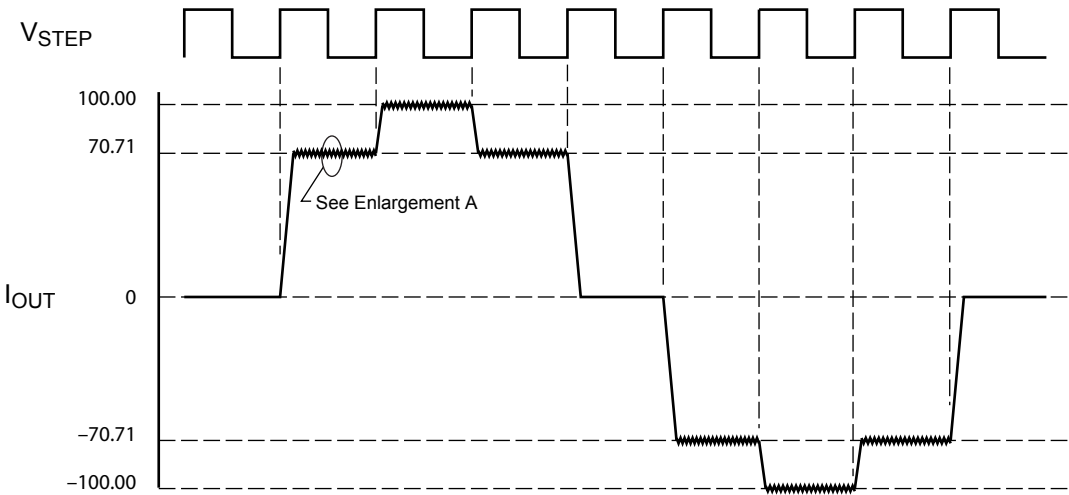 VSTEP
100.00
70.71
See Enlargement A
IOUT
0
–70.71
–100.00